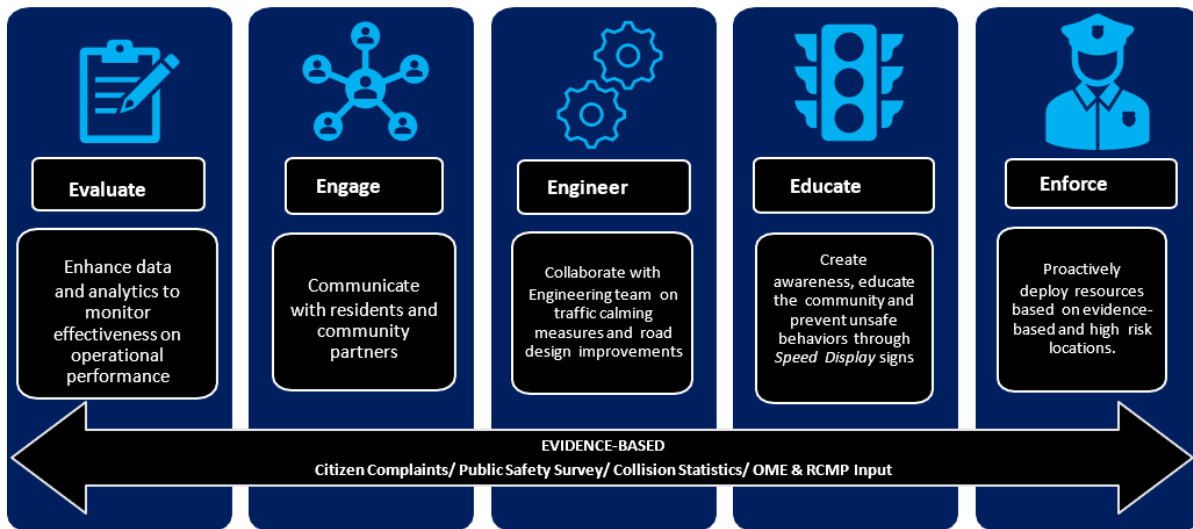 Evaluate
Enhance data
and analytics to
monitor
effectiveness on
operational
performance
Engage
Communicate
with residents and
community
partners
Engineer
Collaborate with
Engineering team on
traffic calming
measures and road
design improvements
Educate
Create
awareness, educate
the community and
prevent unsafe
behaviors through
Speed Display signs
Enforce
Proactively
deploy resources
based on evidence-
based and high risk
locations.
EVIDENCE-BASED
Citizen Complaints/ Public Safety Survey/ Collision Statistics/ OME & RCMP Input